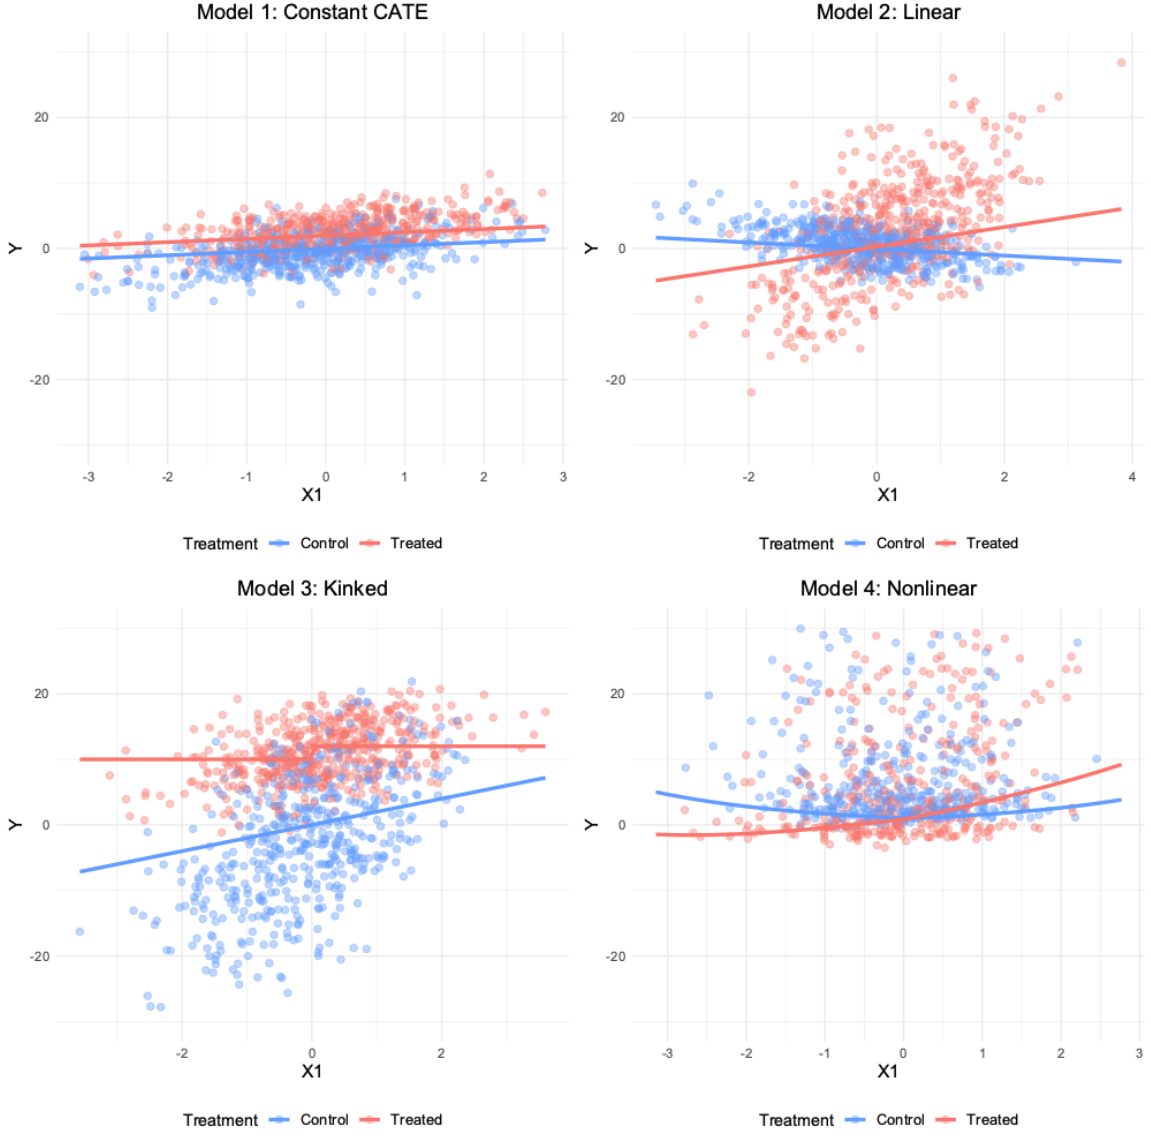 Model 1: Constant CATE
Y
20
0
-20
-3 -2 -1 0 1 2 3
X1
Treatment Control Treated
Model 2: Linear
Y
20
0
-20
-2 0 2 4
X1
Treatment Control Treated
Model 3: Kinked
Y
20
0
-20
-2 0 2
X1
Treatment Control Treated
Model 4: Nonlinear
Y
20
0
-20
-3 -2 -1 0 1 2 3
X1
Treatment Control Treated